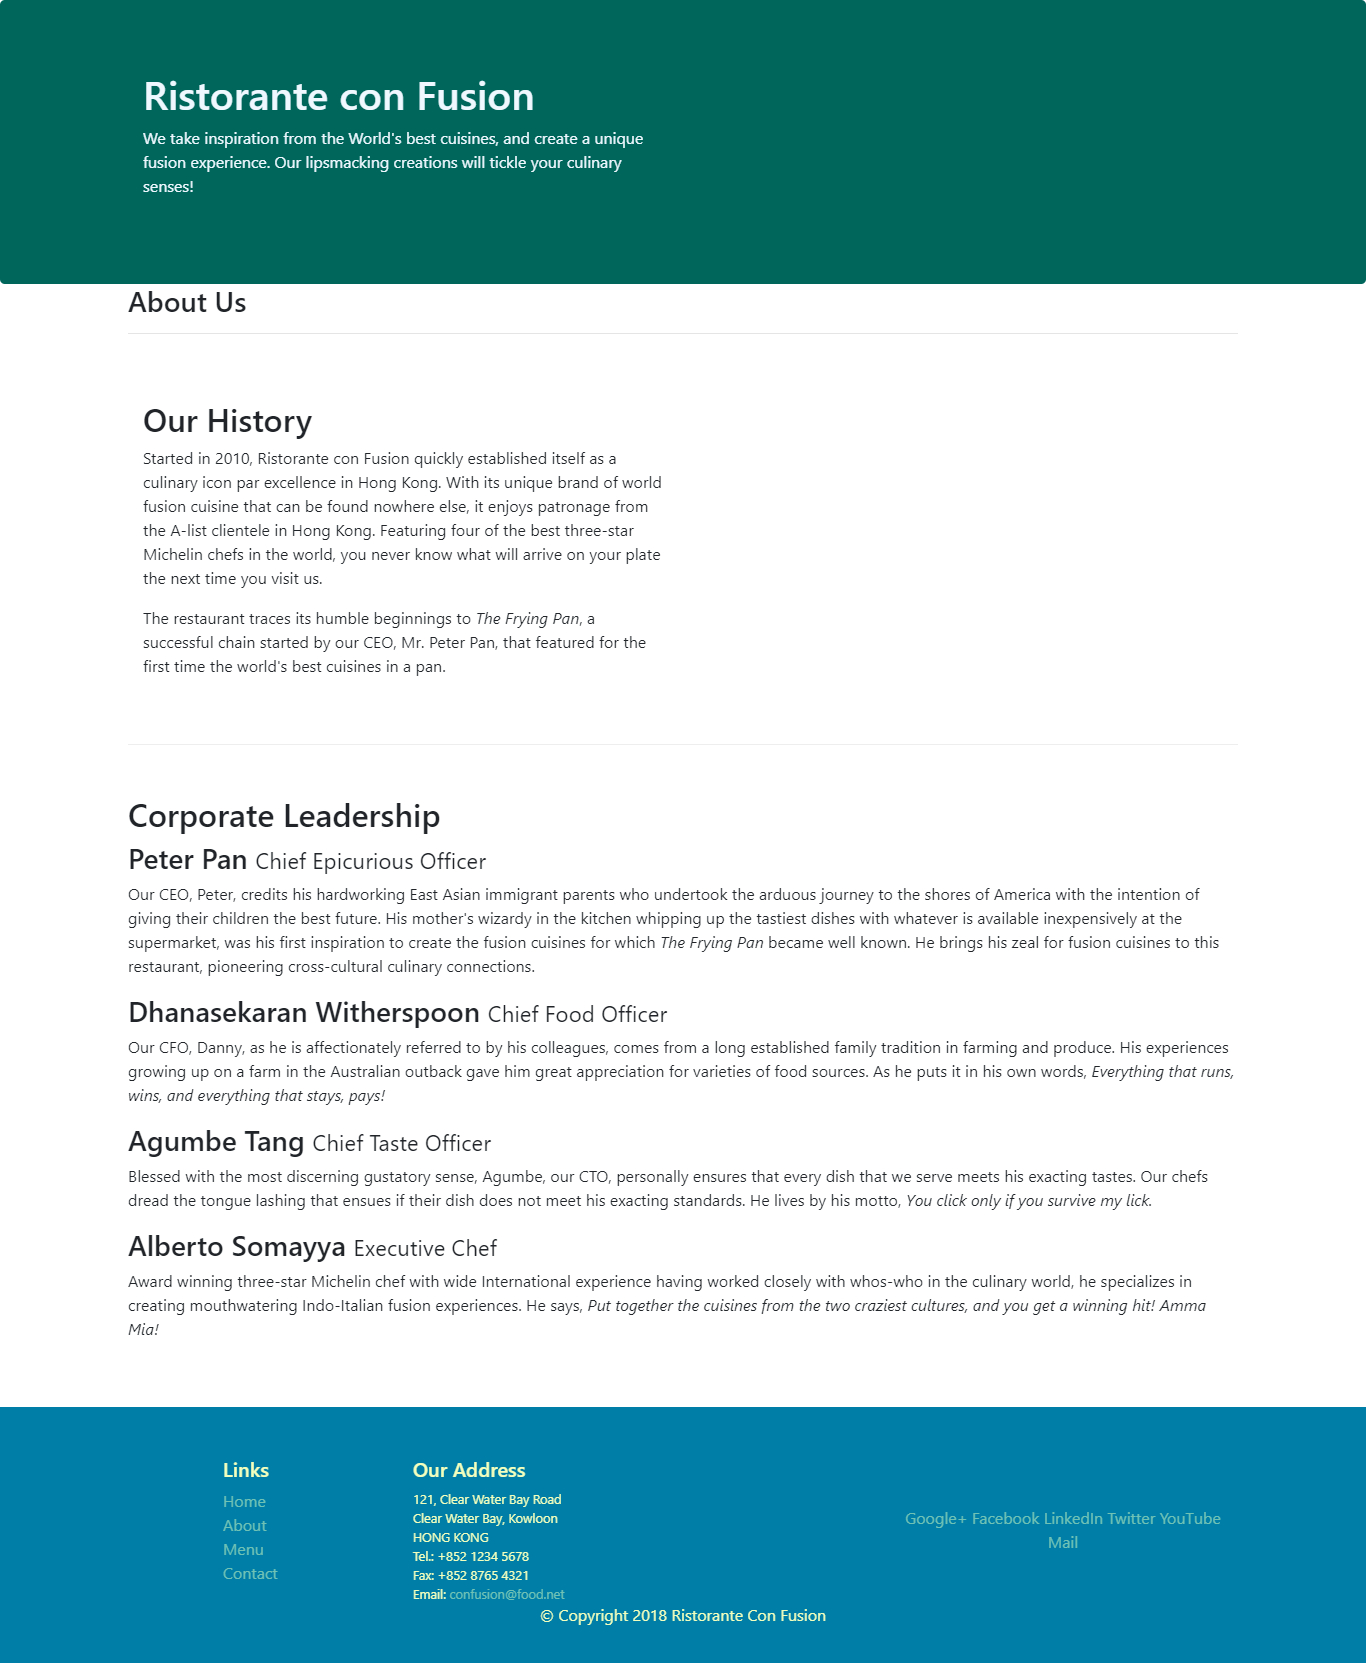 Ristorante con Fusion
We take inspiration from the World's best cuisines, and create a unique
fusion experience. Our lipsmacking creations will tickle your culinary
senses!
About Us
Our History
Started in 2010, Ristorante con Fusion quickly established itself as a
culinary icon par excellence in Hong Kong. With its unique brand of world
fusion cuisine that can be found nowhere else, it enjoys patronage from
the A-list clientele in Hong Kong. Featuring four of the best three-star
Michelin chefs in the world, you never know what will arrive on your plate
the next time you visit us.
The restaurant traces its humble beginnings to The Frying Pan, a
successful chain started by our CEO, Mr. Peter Pan, that featured for the
first time the world's best cuisines in a pan.
Corporate Leadership
Peter Pan Chief Epicurious Officer
Our CEO, Peter, credits his hardworking East Asian immigrant parents who undertook the arduous journey to the shores of America with the intention of
giving their children the best future. His mother's wizardy in the kitchen whipping up the tastiest dishes with whatever is available inexpensively at the
supermarket, was his first inspiration to create the fusion cuisines for which The Frying Pan became well known. He brings his zeal for fusion cuisines to this
restaurant, pioneering cross-cultural culinary connections.
Dhanasekaran Witherspoon Chief Food Officer
Our CFO, Danny, as he is affectionately referred to by his colleagues, comes from a long established family tradition in farming and produce. His experiences
growing up on a farm in the Australian outback gave him great appreciation for varieties of food sources. As he puts it in his own words, Everything that runs,
wins, and everything that stays, pays!
Agumbe Tang Chief Taste Officer
Blessed with the most discerning gustatory sense, Agumbe, our CTO, personally ensures that every dish that we serve meets his exacting tastes. Our chefs
dread the tongue lashing that ensues if their dish does not meet his exacting standards. He lives by his motto, You click only if you survive my lick.
Alberto Somayya Executive Chef
Award winning three-star Michelin chef with wide International experience having worked closely with whos-who in the culinary world, he specializes in
creating mouthwatering Indo-Italian fusion experiences. He says, Put together the cuisines from the two craziest cultures, and you get a winning hit! Amma
Mia!
Links
Home
About
Menu
Contact
Our Address
121, Clear Water Bay Road
Clear Water Bay, Kowloon
HONG KONG
Tel.: +852 1234 5678
Fax: +852 8765 4321
Email: confusion@food.net
Google+ Facebook LinkedIn Twitter YouTube
Mail
© Copyright 2018 Ristorante Con Fusion